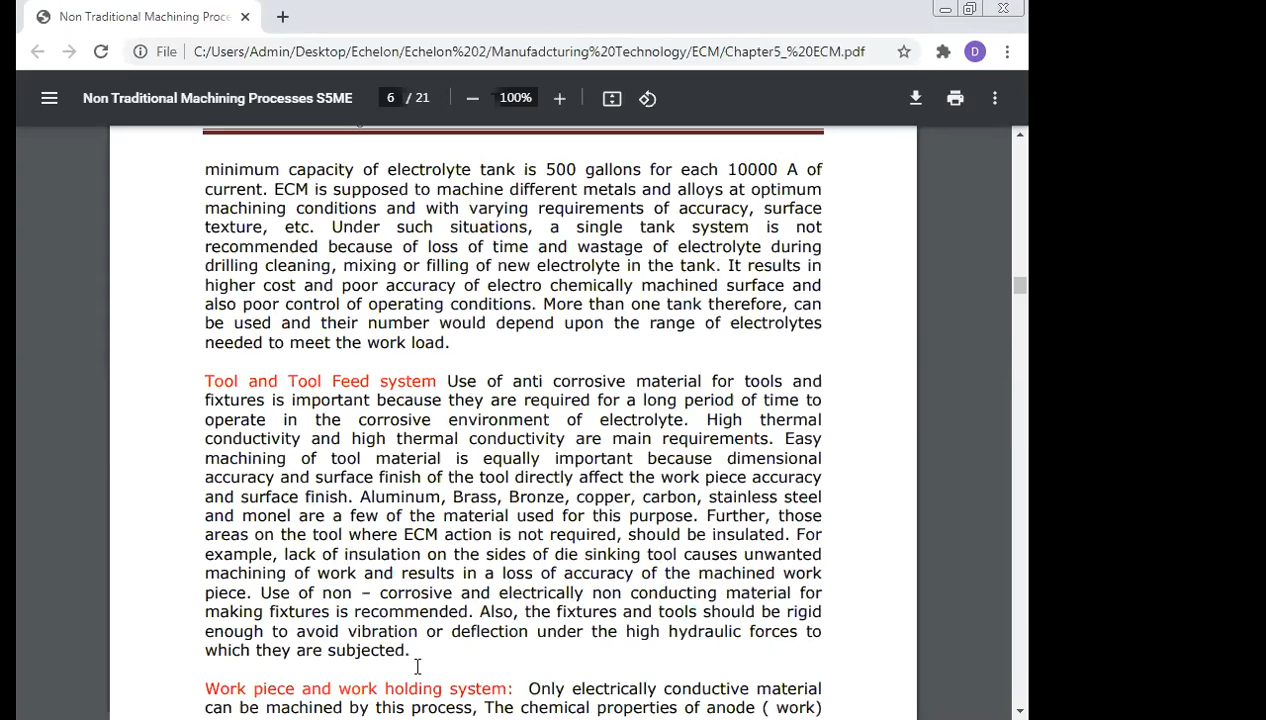 Non Traditional Machining Proce
File
C:/Users/Admin/Desktop/Echelon/Echelon%202/Manufadcturing%20Technology/ECM/Chapter5_%20ECM.pdf
D
Non Traditional Machining Processes S5ME
6 / 21
100%
minimum capacity of electrolyte tank is 500 gallons for each 10000 A of
current. ECM is supposed to machine different metals and alloys at optimum
machining conditions and with varying requirements of accuracy, surface
texture, etc. Under such situations, a single tank system is not
recommended because of loss of time and wastage of electrolyte during
drilling cleaning, mixing or filling of new electrolyte in the tank. It results in
higher cost and poor accuracy of electro chemically machined surface and
also poor control of operating conditions. More than one tank therefore, can
be used and their number would depend upon the range of electrolytes
needed to meet the work load.
Tool and Tool Feed system Use of anti corrosive material for tools and
fixtures is important because they are required for a long period of time to
operate in the corrosive environment of electrolyte. High thermal
conductivity and high thermal conductivity are main requirements. Easy
machining of tool material is equally important because dimensional
accuracy and surface finish of the tool directly affect the work piece accuracy
and surface finish. Aluminum, Brass, Bronze, copper, carbon, stainless steel
and monel are a few of the material used for this purpose. Further, those
areas on the tool where ECM action is not required, should be insulated. For
example, lack of insulation on the sides of die sinking tool causes unwanted
machining of work and results in a loss of accuracy of the machined work
piece. Use of non – corrosive and electrically non conducting material for
making fixtures is recommended. Also, the fixtures and tools should be rigid
enough to avoid vibration or deflection under the high hydraulic forces to
which they are subjected.
Work piece and work holding system: Only electrically conductive material
can be machined by this process, The chemical properties of anode ( work)